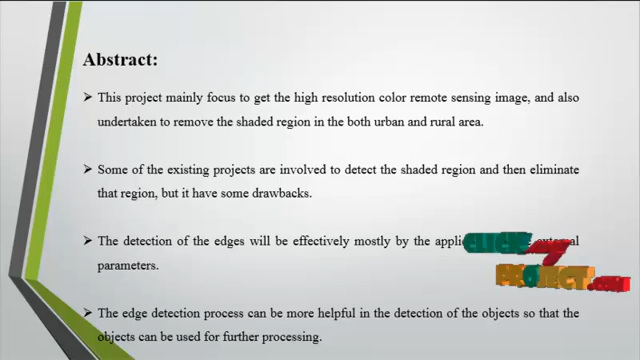 Abstract:
➢ This project mainly focus to get the high resolution color remote sensing image, and also
undertaken to remove the shaded region in the both urban and rural area.
➢ Some of the existing projects are involved to detect the shaded region and then eliminate
that region, but it have some drawbacks.
➢ The detection of the edges will be effectively mostly by the
parameters.
CLICK
PROJECT.com
➢ The edge detection process can be more helpful in the detection of the objects so that the
objects can be used for further processing.